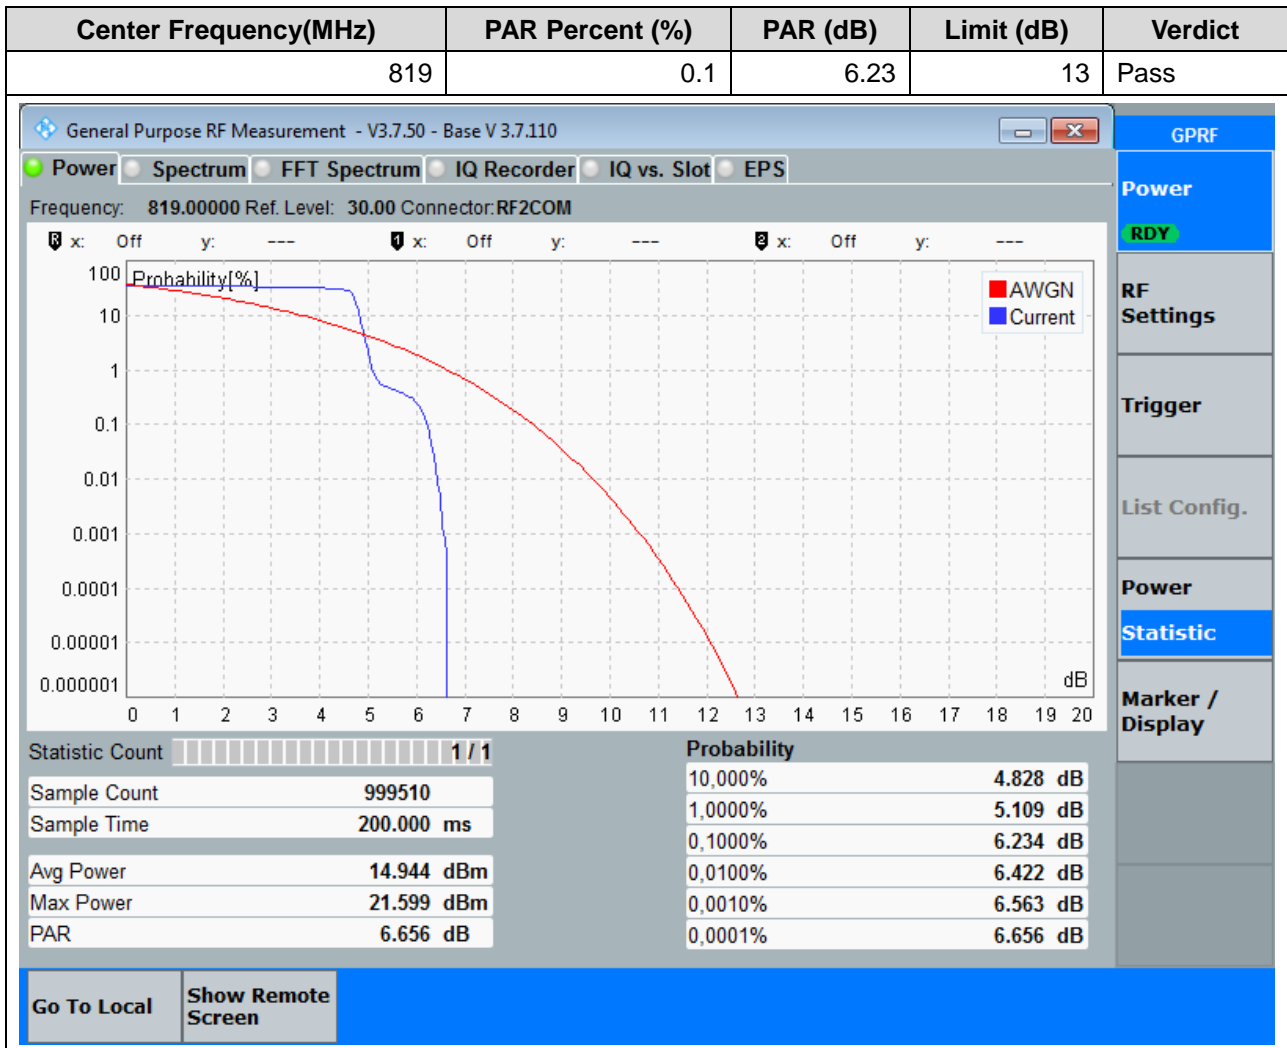 Center Frequency(MHz) PAR Percent (%) PAR (dB) Limit (dB) Verdict
819 0.1 6.23 13 Pass
General Purpose RF Measurement - V3.7.50 - Base V 3.7.110
GPRF
Power Spectrum FFT Spectrum IQ Recorder IQ vs. Slot EPS
Frequency: 819.00000 Ref. Level: 30.00 Connector:RF2COM
Power
RDY
R x: Off y: --- 1 x: Off y: --- 2 x: Off y: ---
Probability[%]
100
10
1
0.1
0.01
0.001
0.0001
0.00001
0.000001
AWGN
Current
dB
0 1 2 3 4 5 6 7 8 9 10 11 12 13 14 15 16 17 18 19 20
RF
Settings
Trigger
List Config.
Power
Statistic
Marker /
Display
Statistic Count 1 / 1
Sample Count 999510
Sample Time 200.000 ms
Avg Power 14.944 dBm
Max Power 21.599 dBm
PAR 6.656 dB
Probability
10,000% 4.828 dB
1,0000% 5.109 dB
0,1000% 6.234 dB
0,0100% 6.422 dB
0,0010% 6.563 dB
0,0001% 6.656 dB
Go To Local
Show Remote
Screen